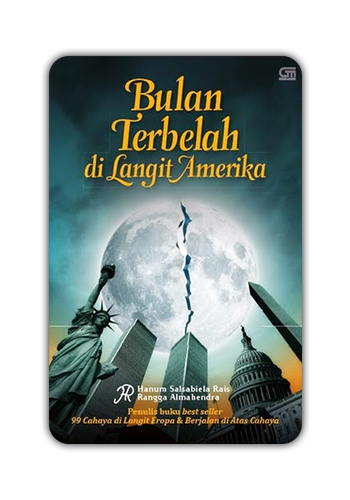 Bulan
Terbelah
di Langit Amerika
Hanum Salsabiela Rais
Rangga Almahendra
Penulis buku best seller
99 Cahaya di Langit Eropa & Berjalan di Atas Cahaya